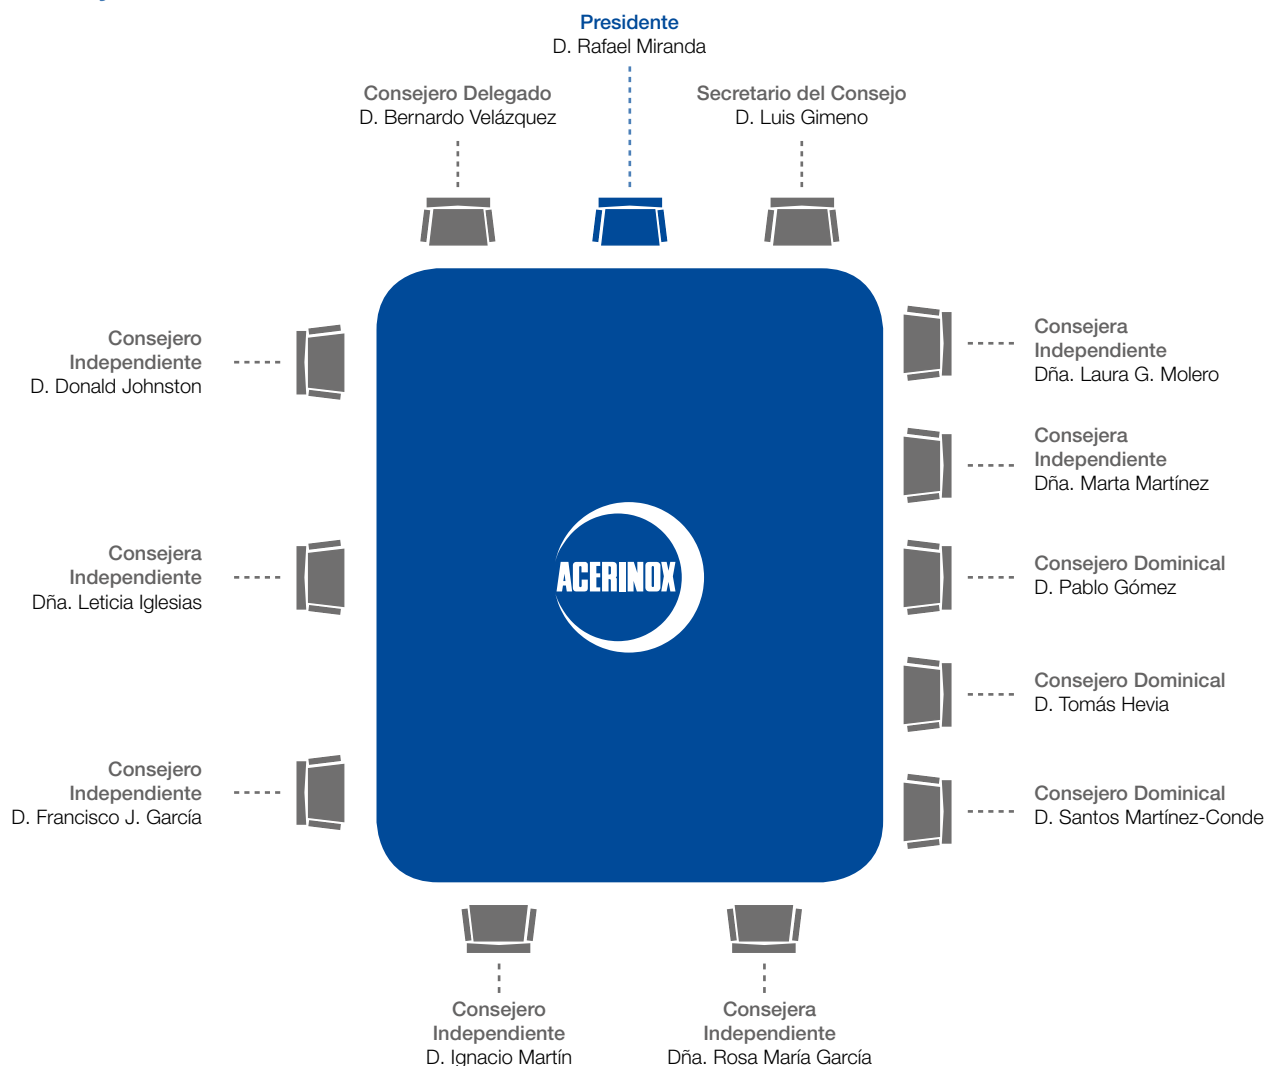 Presidente
D. Rafael Miranda
Consejero Delegado
D. Bernardo Velázquez
Secretario del Consejo
D. Luis Gimeno
Consejero
Independiente
D. Donald Johnston
Consejera
Independiente
Dña. Laura G. Molero
Consejera
Independiente
Dña. Marta Martínez
Consejera
Independiente
Dña. Leticia Iglesias
ACERINOX
Consejero Dominical
D. Pablo Gómez
Consejero Dominical
D. Tomás Hevia
Consejero
Independiente
D. Francisco J. García
Consejero Dominical
D. Santos Martínez-Conde
Consejero
Independiente
D. Ignacio Martín
Consejera
Independiente
Dña. Rosa María García